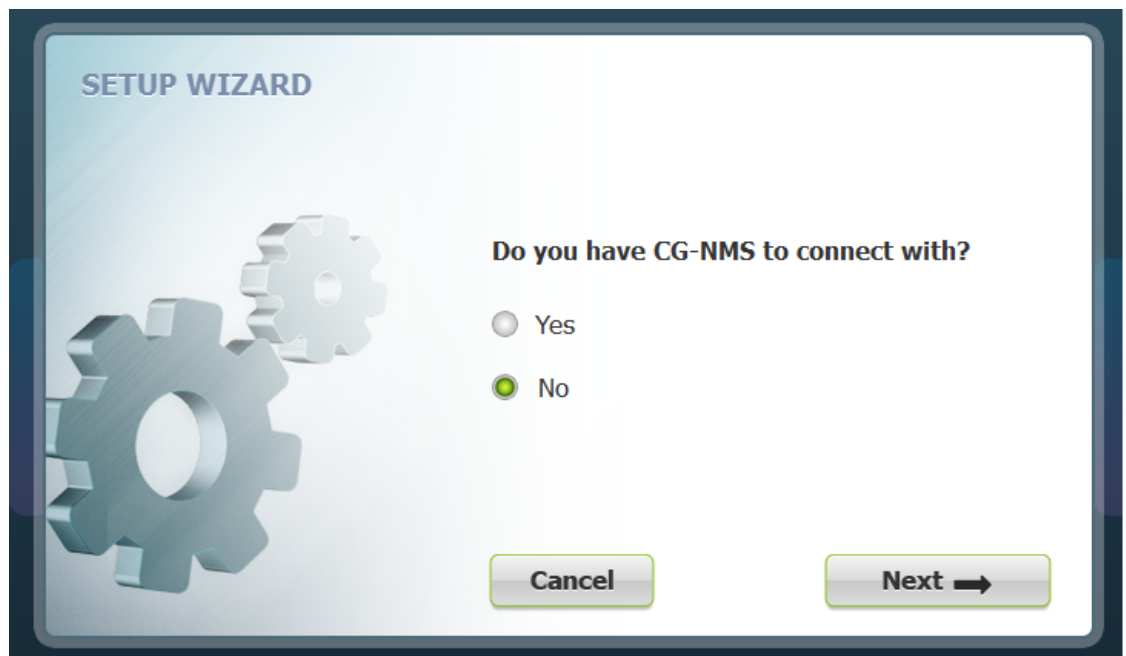 SETUP WIZARD
Do you have CG-NMS to connect with?
Yes
No
Cancel
Next